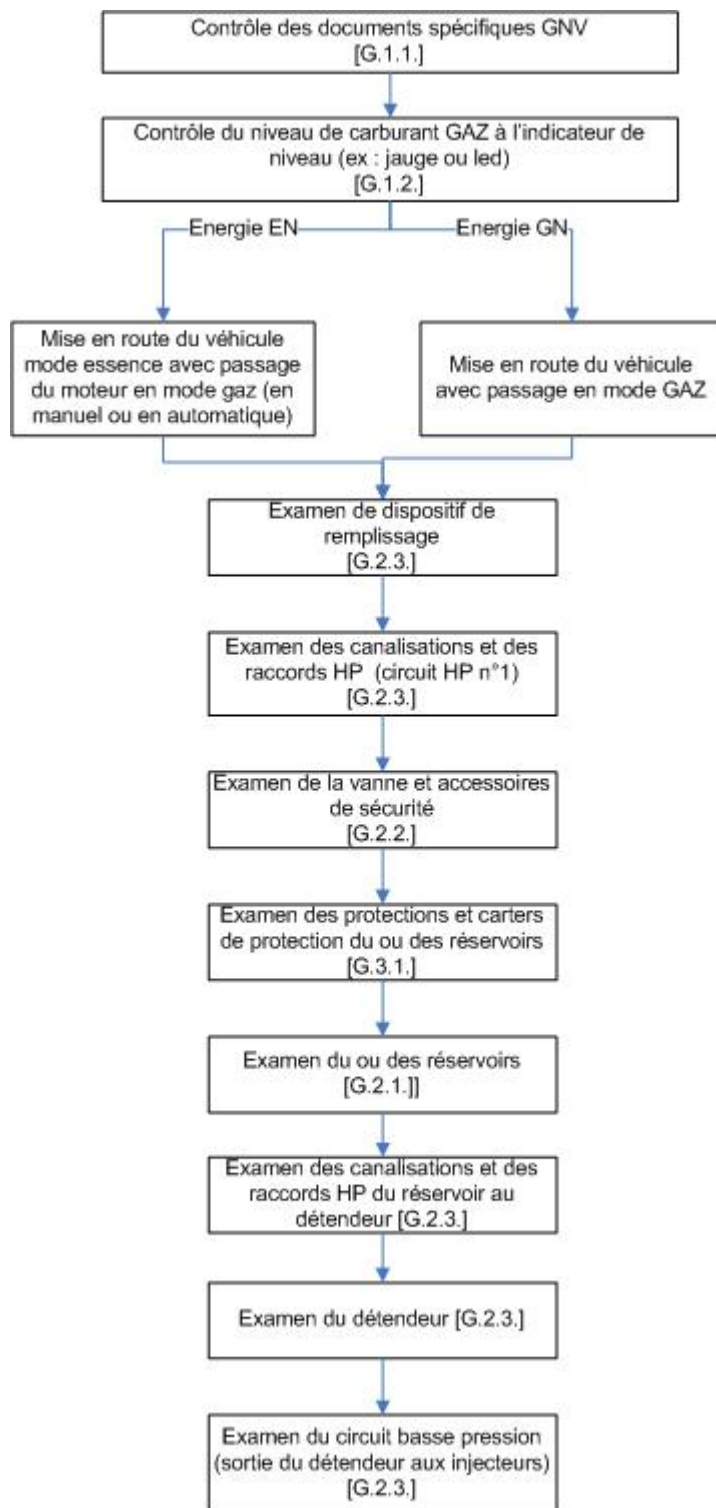 Contrôle des documents spécifiques GNV
[G.1.1.]
Contrôle du niveau de carburant GAZ à l'indicateur de
niveau (ex : jauge ou led)
[G.1.2.]
Energie EN
Energie GN
Mise en route du véhicule
mode essence avec passage
du moteur en mode gaz (en
manuel ou en automatique)
Mise en route du véhicule
avec passage en mode GAZ
Examen de dispositif de
remplissage
[G.2.3.]
Examen des canalisations et des
raccords HP (circuit HP n°1)
[G.2.3.]
Examen de la vanne et accessoires
de sécurité
[G.2.2.]
Examen des protections et carters
de protection du ou des réservoirs
[G.3.1.]
Examen du ou des réservoirs
[G.2.1.]]
Examen des canalisations et des
raccords HP du réservoir au
détendeur [G.2.3.]
Examen du détendeur [G.2.3.]
Examen du circuit basse pression
(sortie du détendeur aux injecteurs)
[G.2.3.]